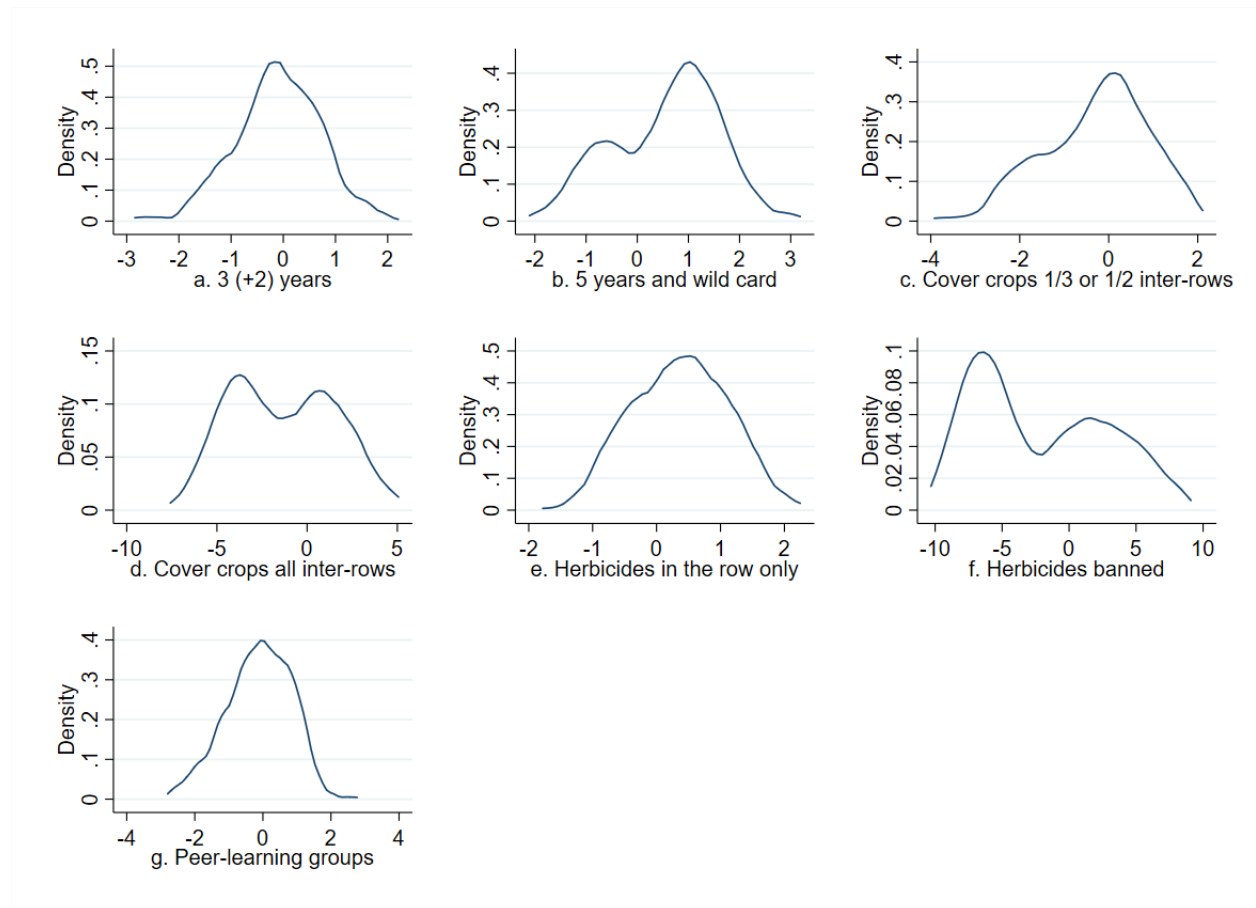 Density
.5
.4
.3
.2
.1
0
-3 -2 -1 0 1 2
a. 3 (+2) years
Density
.4
.3
.2
.1
0
-2 -1 0 1 2 3
b. 5 years and wild card
Density
.4
.3
.2
.1
0
-4 -2 0 2
c. Cover crops 1/3 or 1/2 inter-rows
Density
.15
.1
.05
0
-10 -5 0 5
d. Cover crops all inter-rows
Density
.5
.4
.3
.2
.1
0
-2 -1 0 1 2
e. Herbicides in the row only
Density
.1
.08
.06
.04
.02
0
-10 -5 0 5 10
f. Herbicides banned
Density
.4
.3
.2
.1
0
-4 -2 0 2 4
g. Peer-learning groups